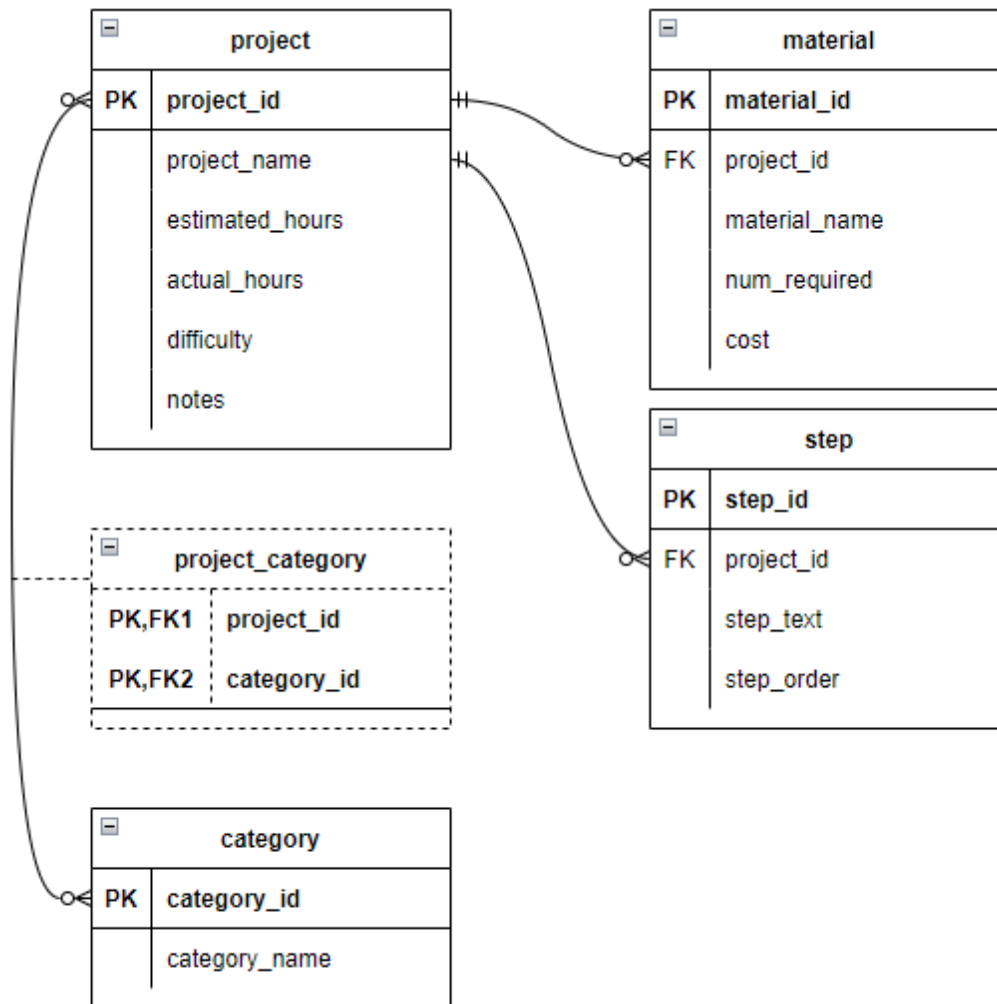 project
PK project_id
project_name
estimated_hours
actual_hours
difficulty
notes
material
PK material_id
FK project_id
material_name
num_required
cost
step
PK step_id
FK project_id
step_text
step_order
project_category
PK,FK1 project_id
PK,FK2 category_id
category
PK category_id
category_name